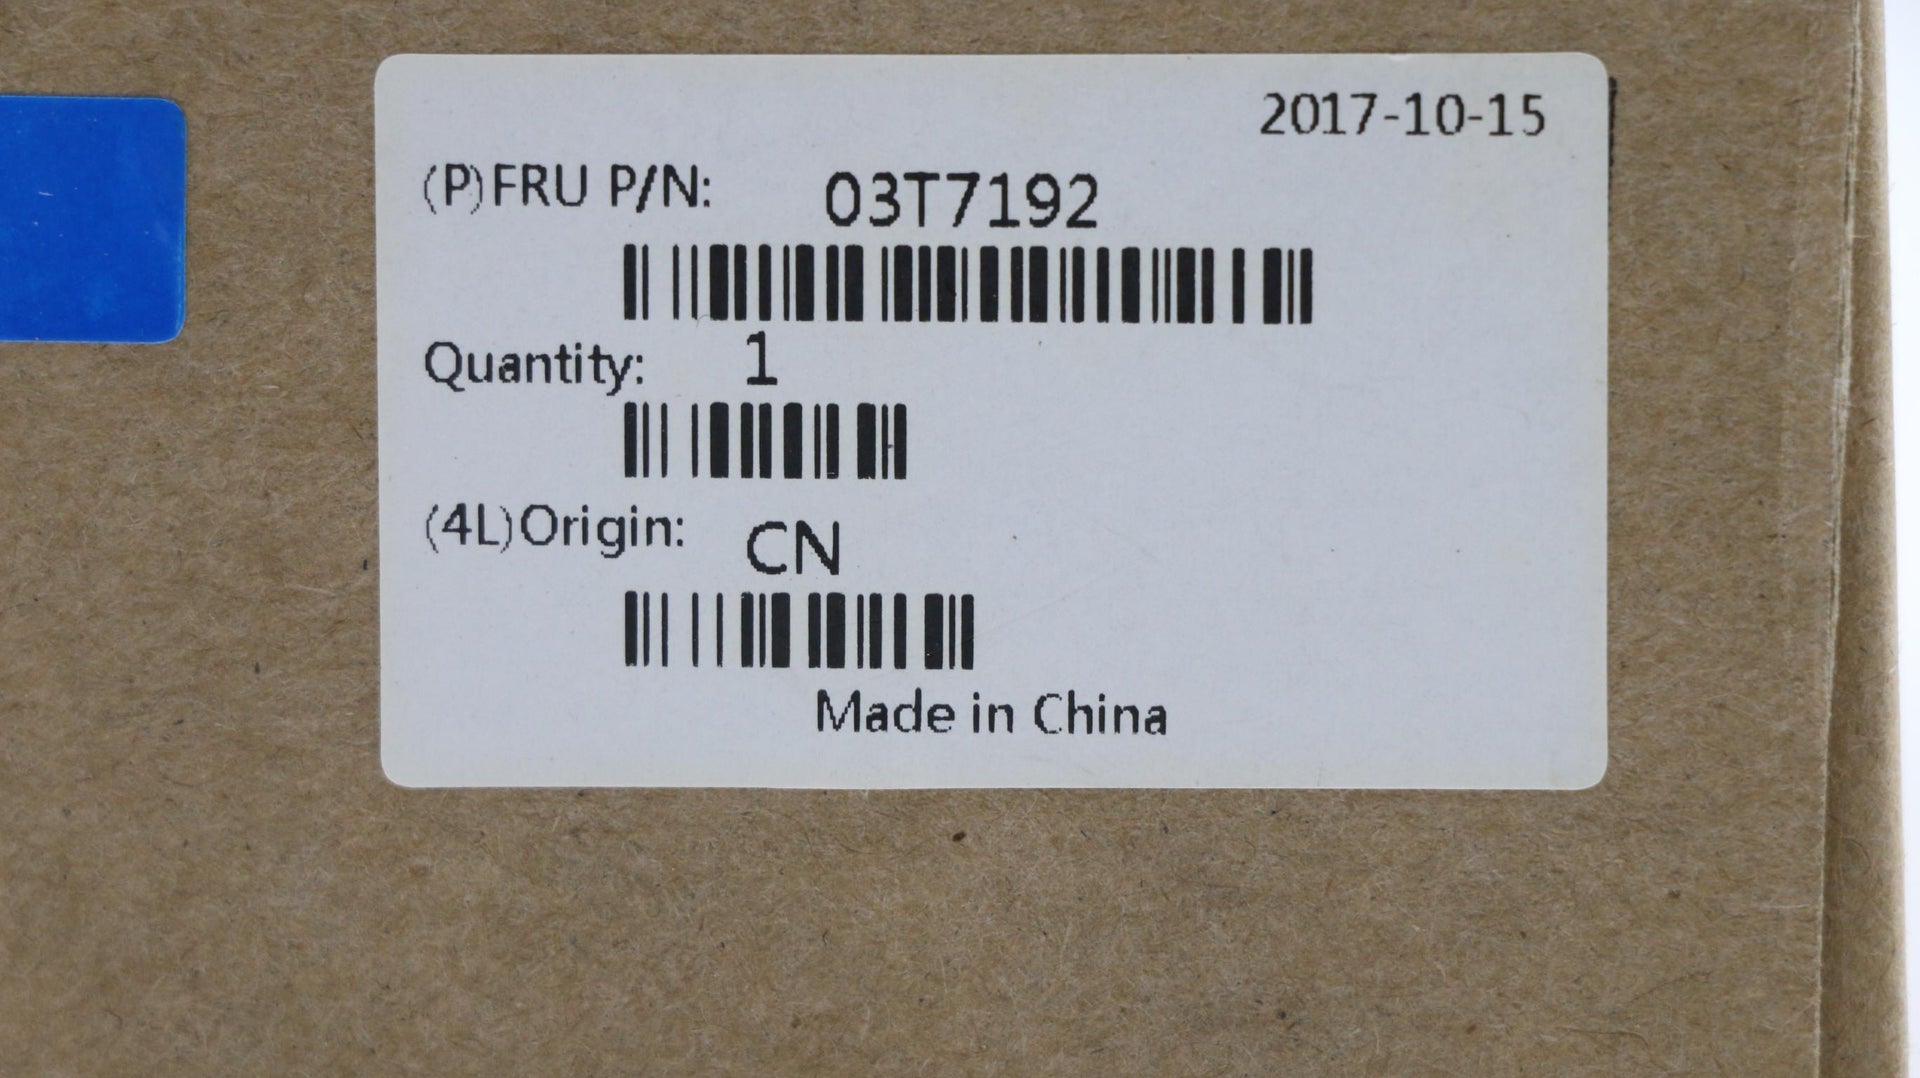 2017-10-15
(P)FRU P/N: 03T7192
Quantity: 1
(4L)Origin: CN
Made in China